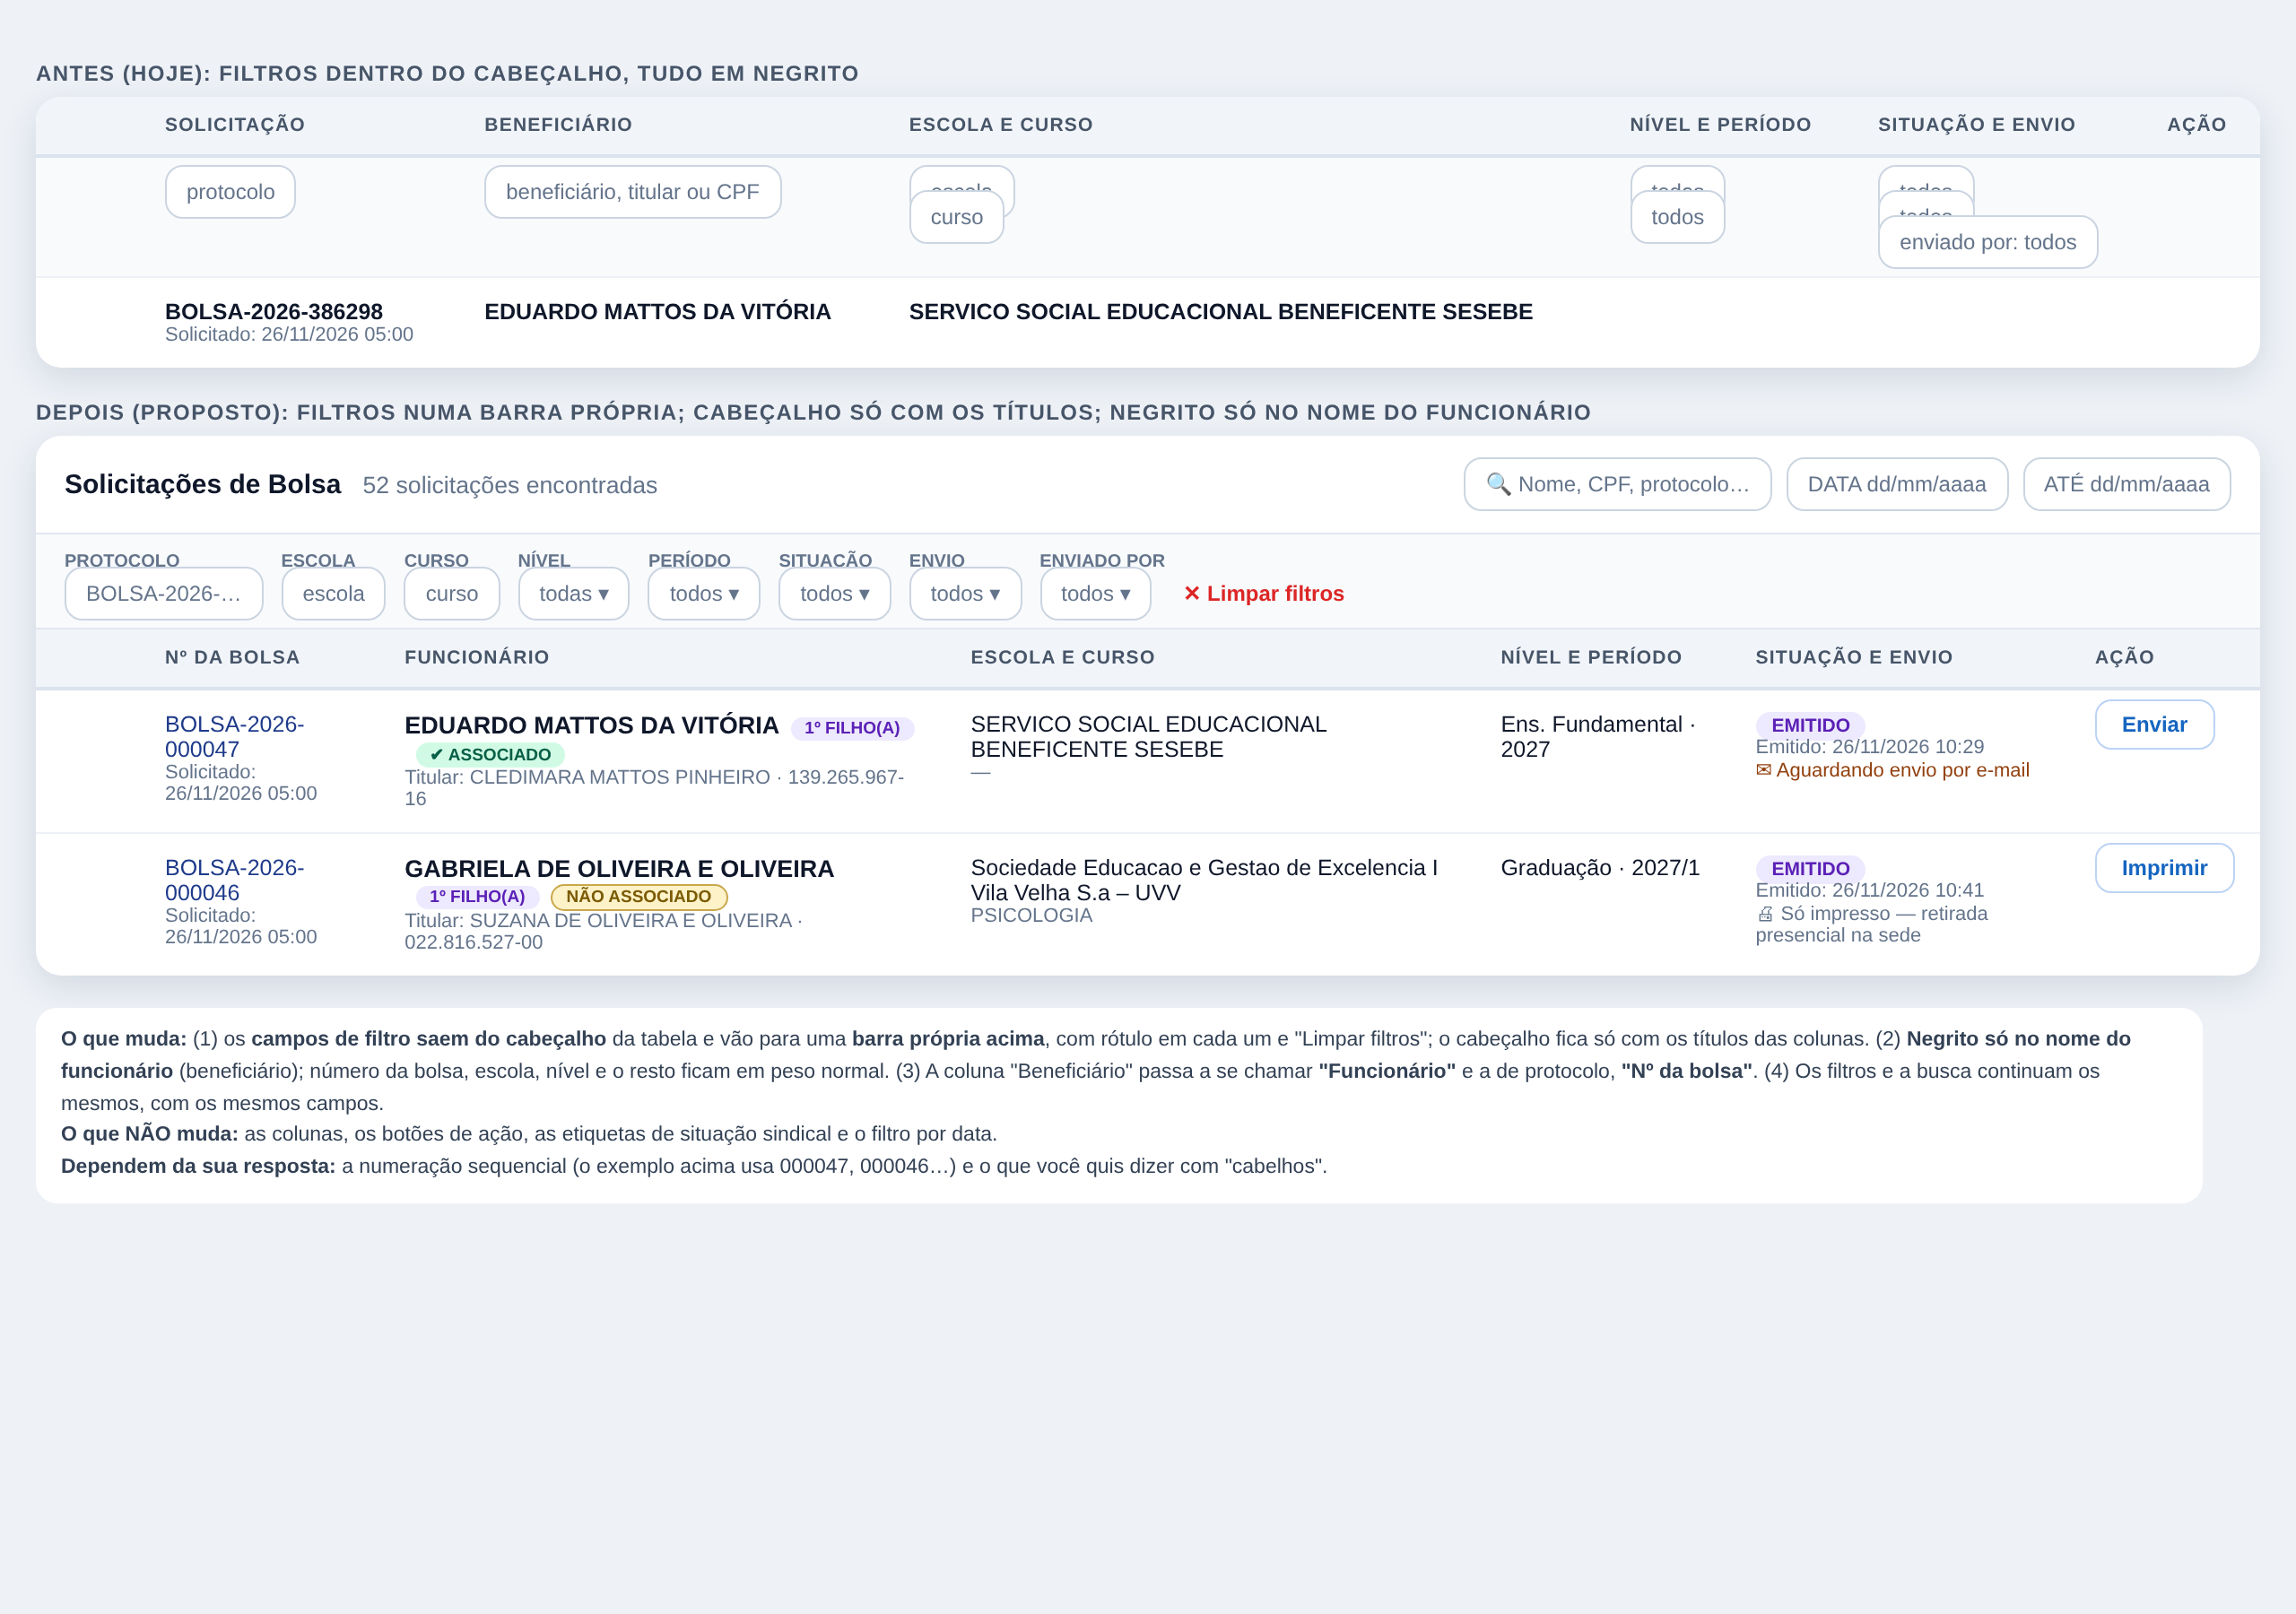 ANTES (HOJE): FILTROS DENTRO DO CABEÇALHO, TUDO EM NEGRITO
SOLICITAÇÃO BENEFICIÁRIO ESCOLA E CURSO NÍVEL E PERÍODO SITUAÇÃO E ENVIO AÇÃO
protocolo beneficiário, titular ou CPF escola todos todos
curso todos todos
enviado por: todos
BOLSA-2026-386298 EDUARDO MATTOS DA VITÓRIA SERVICO SOCIAL EDUCACIONAL BENEFICENTE SESEBE
Solicitado: 26/11/2026 05:00
DEPOIS (PROPOSTO): FILTROS NUMA BARRA PRÓPRIA; CABEÇALHO SÓ COM OS TÍTULOS; NEGRITO SÓ NO NOME DO FUNCIONÁRIO
Solicitações de Bolsa 52 solicitações encontradas 🔍 Nome, CPF, protocolo… DATA dd/mm/aaaa ATÉ dd/mm/aaaa
PROTOCOLO ESCOLA CURSO NÍVEL PERÍODO SITUAÇÃO ENVIO ENVIADO POR
BOLSA-2026-… escola curso todas ▾ todos ▾ todos ▾ todos ▾ todos ▾ ✕ Limpar filtros
Nº DA BOLSA FUNCIONÁRIO ESCOLA E CURSO NÍVEL E PERÍODO SITUAÇÃO E ENVIO AÇÃO
BOLSA-2026-
000047
Solicitado:
26/11/2026 05:00
EDUARDO MATTOS DA VITÓRIA 1º FILHO(A)
✔ ASSOCIADO
Titular: CLEDIMARA MATTOS PINHEIRO · 139.265.967-
16
SERVICO SOCIAL EDUCACIONAL
BENEFICENTE SESEBE
—
Ens. Fundamental ·
2027
EMITIDO
Emitido: 26/11/2026 10:29
✉ Aguardando envio por e-mail
Enviar
BOLSA-2026-
000046
Solicitado:
26/11/2026 05:00
GABRIELA DE OLIVEIRA E OLIVEIRA
1º FILHO(A) NÃO ASSOCIADO
Titular: SUZANA DE OLIVEIRA E OLIVEIRA ·
022.816.527-00
Sociedade Educacao e Gestao de Excelencia I
Vila Velha S.a – UVV
PSICOLOGIA
Graduação · 2027/1
EMITIDO
Emitido: 26/11/2026 10:41
🖨 Só impresso — retirada
presencial na sede
Imprimir
O que muda: (1) os campos de filtro saem do cabeçalho da tabela e vão para uma barra própria acima, com rótulo em cada um e "Limpar filtros"; o cabeçalho fica só com os títulos das colunas. (2) Negrito só no nome do
funcionário (beneficiário); número da bolsa, escola, nível e o resto ficam em peso normal. (3) A coluna "Beneficiário" passa a se chamar "Funcionário" e a de protocolo, "Nº da bolsa". (4) Os filtros e a busca continuam os
mesmos, com os mesmos campos.
O que NÃO muda: as colunas, os botões de ação, as etiquetas de situação sindical e o filtro por data.
Dependem da sua resposta: a numeração sequencial (o exemplo acima usa 000047, 000046…) e o que você quis dizer com "cabelhos".